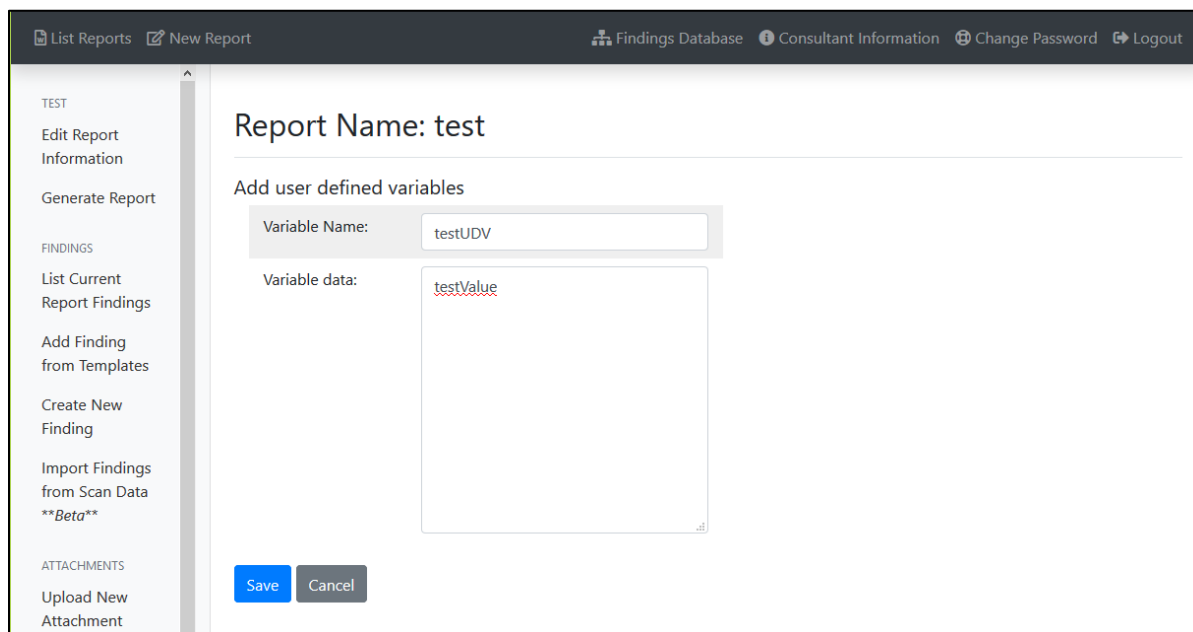 List Reports New Report Findings Database Consultant Information Change Password Logout
TEST
Edit Report
Information
Generate Report
FINDINGS
List Current
Report Findings
Add Finding
from Templates
Create New
Finding
Import Findings
from Scan Data
**Beta**
ATTACHMENTS
Upload New
Attachment
Report Name: test
Add user defined variables
Variable Name: testUDV
Variable data: testValue
Save Cancel